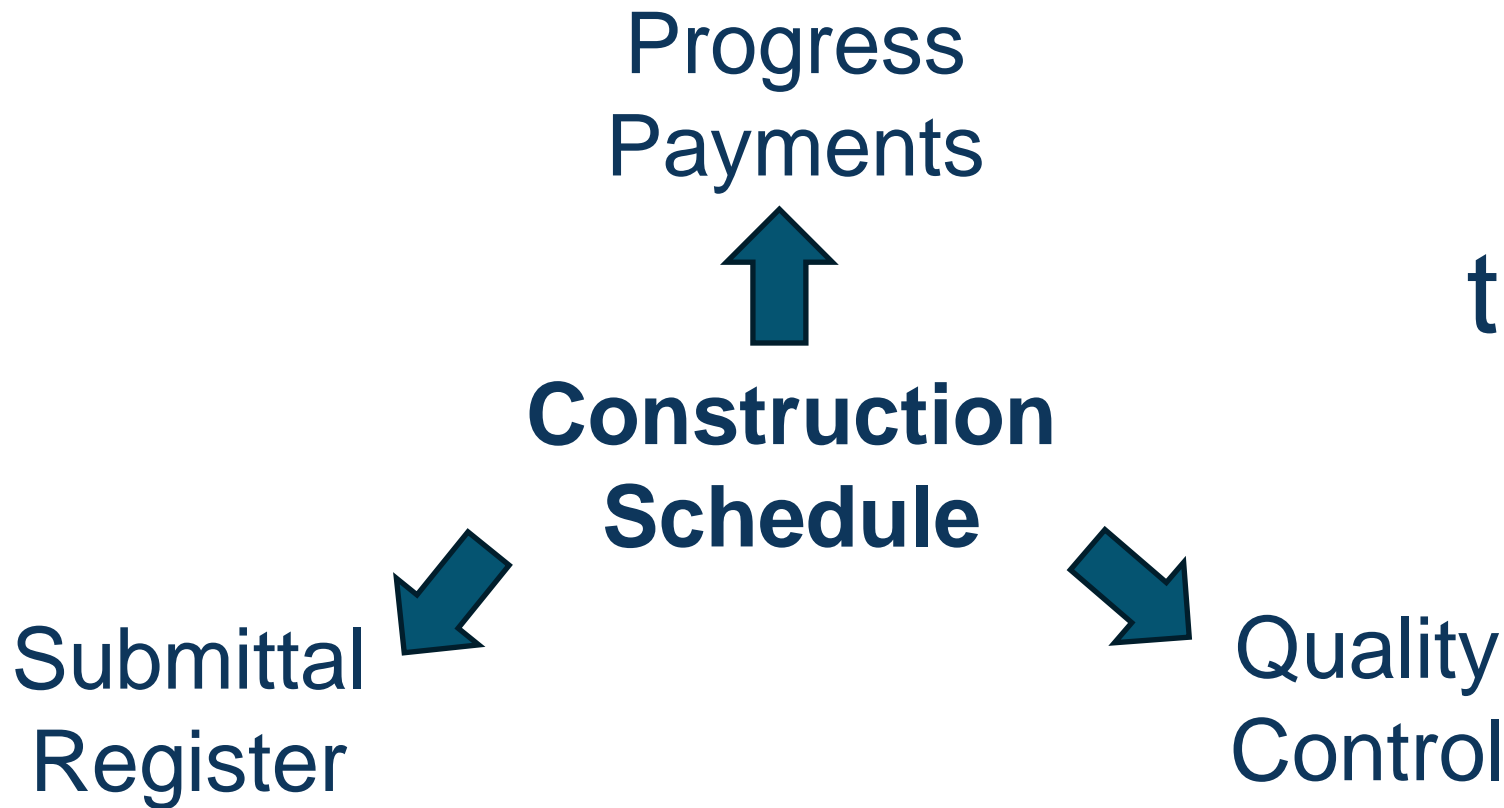 Progress
Payments
t
Construction
Schedule
Submittal
Register
Quality
Control